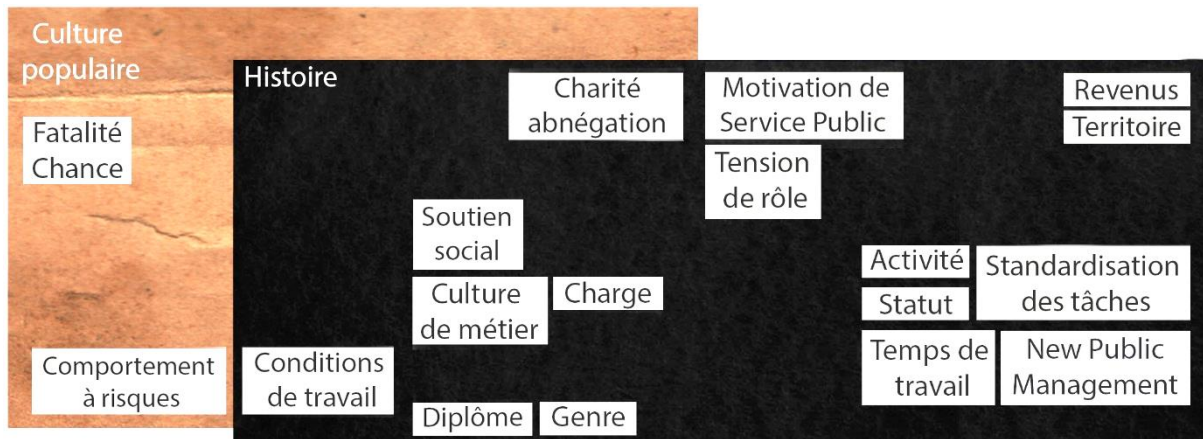 Culture
populaire
Fatalité
Chance
Comportement
à risques
Histoire
Charité
abnégation
Motivation de
Service Public
Tension
de rôle
Revenus
Territoire
Soutien
social
Culture
de métier
Charge
Activité
Statut
Standardisation
des tâches
Conditions
de travail
Diplôme
Genre
Temps de
travail
New Public
Management